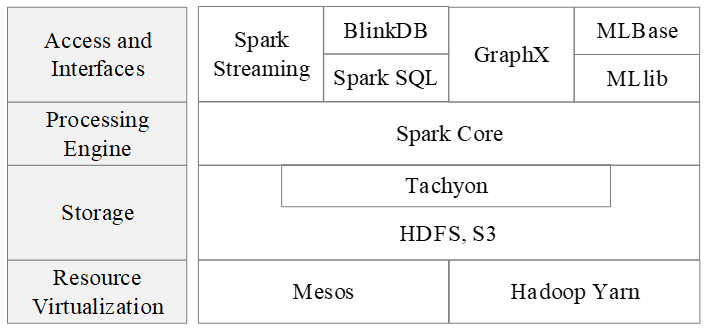 Access and
Interfaces
Spark
Streaming
BlinkDB
Spark SQL
GraphX
MLBase
MLlib
Processing
Engine
Spark Core
Storage
Tachyon
HDFS, S3
Resource
Virtualization
Mesos
Hadoop Yarn